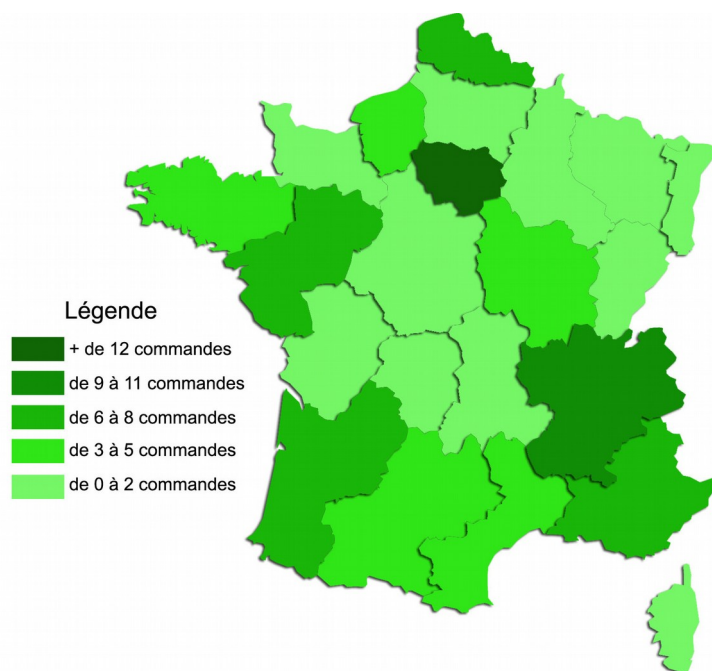 Légende
+ de 12 commandes
de 9 à 11 commandes
de 6 à 8 commandes
de 3 à 5 commandes
de 0 à 2 commandes